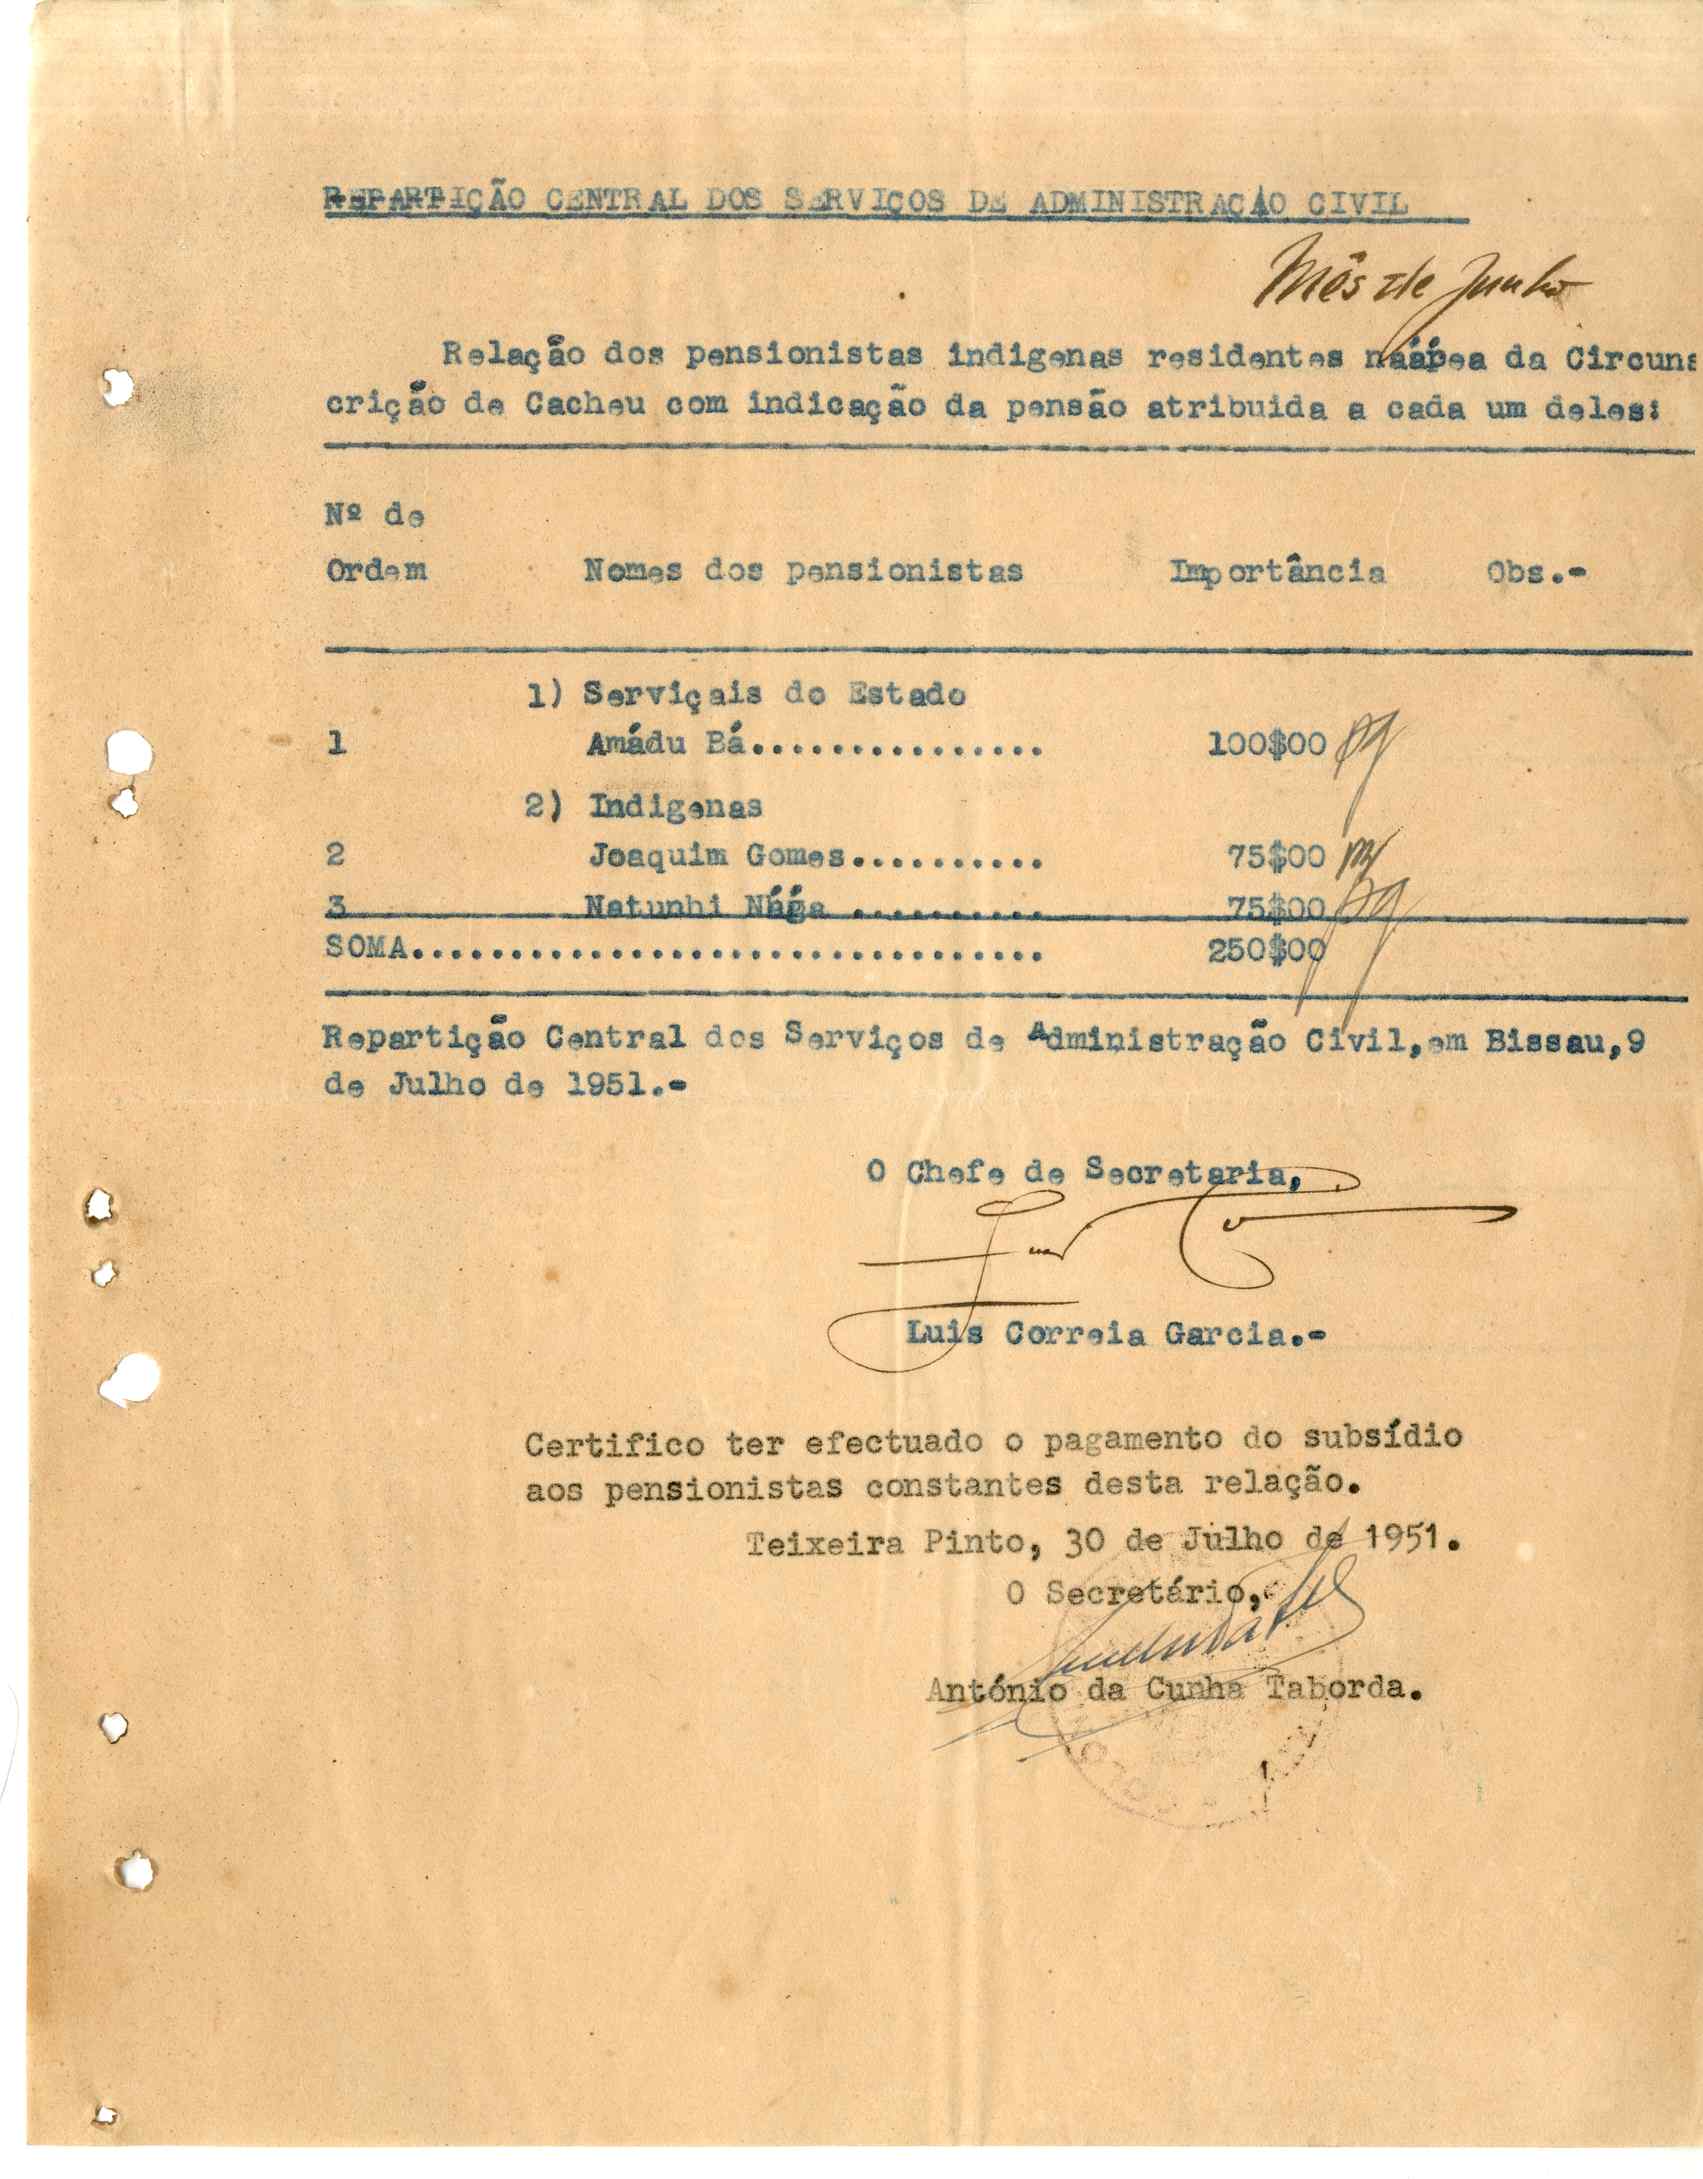 REPARTIÇÃO CENTRAL DOS SERVIÇOS DE ADMINISTRAÇÃO CIVIL
Mês de Junho
Relação dos pensionistas indigenas residentes na área da Circuns
crição de Cacheu com indicação da pensão atribuida a cada um deles:
Nº de
Ordem Nomes dos pensionistas Importância Obs.-
1) Serviçais do Estado
1 Amádu Bá............... 100$00 pg
2) Indigenas
2 Joaquim Gomes.......... 75$00 pg
3 Natunhi Nága .......... 75$00 pg
SOMA................................ 250$00
Repartição Central dos Serviços de Administração Civil,em Bissau,9
de Julho de 1951.-
O Chefe de Secretaria,
Luis Correia Garcia.-
Certifico ter efectuado o pagamento do subsídio
aos pensionistas constantes desta relação.
Teixeira Pinto, 30 de Julho de 1951.
O Secretário,
António da Cunha Taborda.